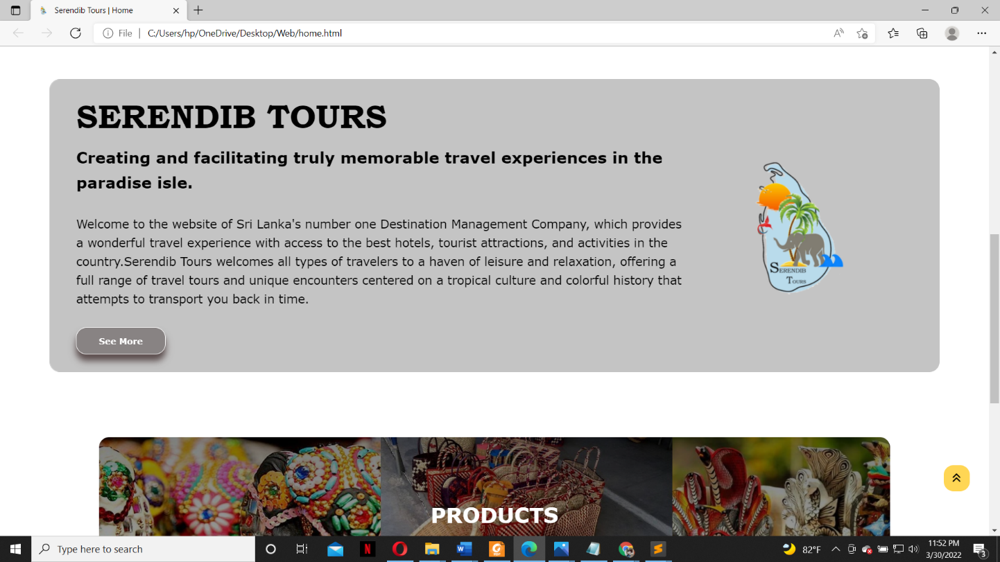 Serendib Tours | Home
File
C:/Users/hp/OneDrive/Desktop/Web/home.html
SERENDIB TOURS
Creating and facilitating truly memorable travel experiences in the
paradise isle.
Welcome to the website of Sri Lanka's number one Destination Management Company, which provides
a wonderful travel experience with access to the best hotels, tourist attractions, and activities in the
country.Serendib Tours welcomes all types of travelers to a haven of leisure and relaxation, offering a
full range of travel tours and unique encounters centered on a tropical culture and colorful history that
attempts to transport you back in time.
SERENDIB
TOURS
See More
PRODUCTS
Type here to search
82°F
11:52 PM
3/30/2022
3